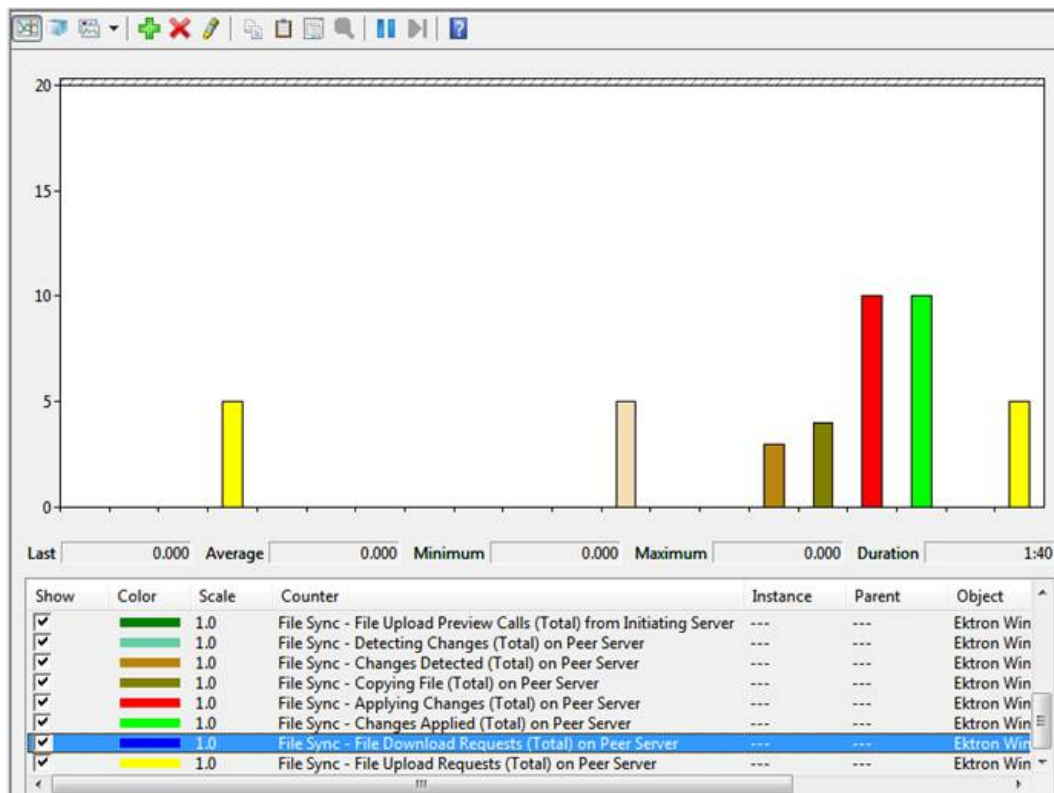 20
15
10
5
0
Last 0.000 Average 0.000 Minimum 0.000 Maximum 0.000 Duration 1:40
Show Color Scale Counter Instance Parent Object
1.0 File Sync - File Upload Preview Calls (Total) from Initiating Server --- --- Ektron Win
1.0 File Sync - Detecting Changes (Total) on Peer Server --- --- Ektron Win
1.0 File Sync - Changes Detected (Total) on Peer Server --- --- Ektron Win
1.0 File Sync - Copying File (Total) on Peer Server --- --- Ektron Win
1.0 File Sync - Applying Changes (Total) on Peer Server --- --- Ektron Win
1.0 File Sync - Changes Applied (Total) on Peer Server --- --- Ektron Win
1.0 File Sync - File Download Requests (Total) on Peer Server --- --- Ektron Win
1.0 File Sync - File Upload Requests (Total) on Peer Server --- --- Ektron Win